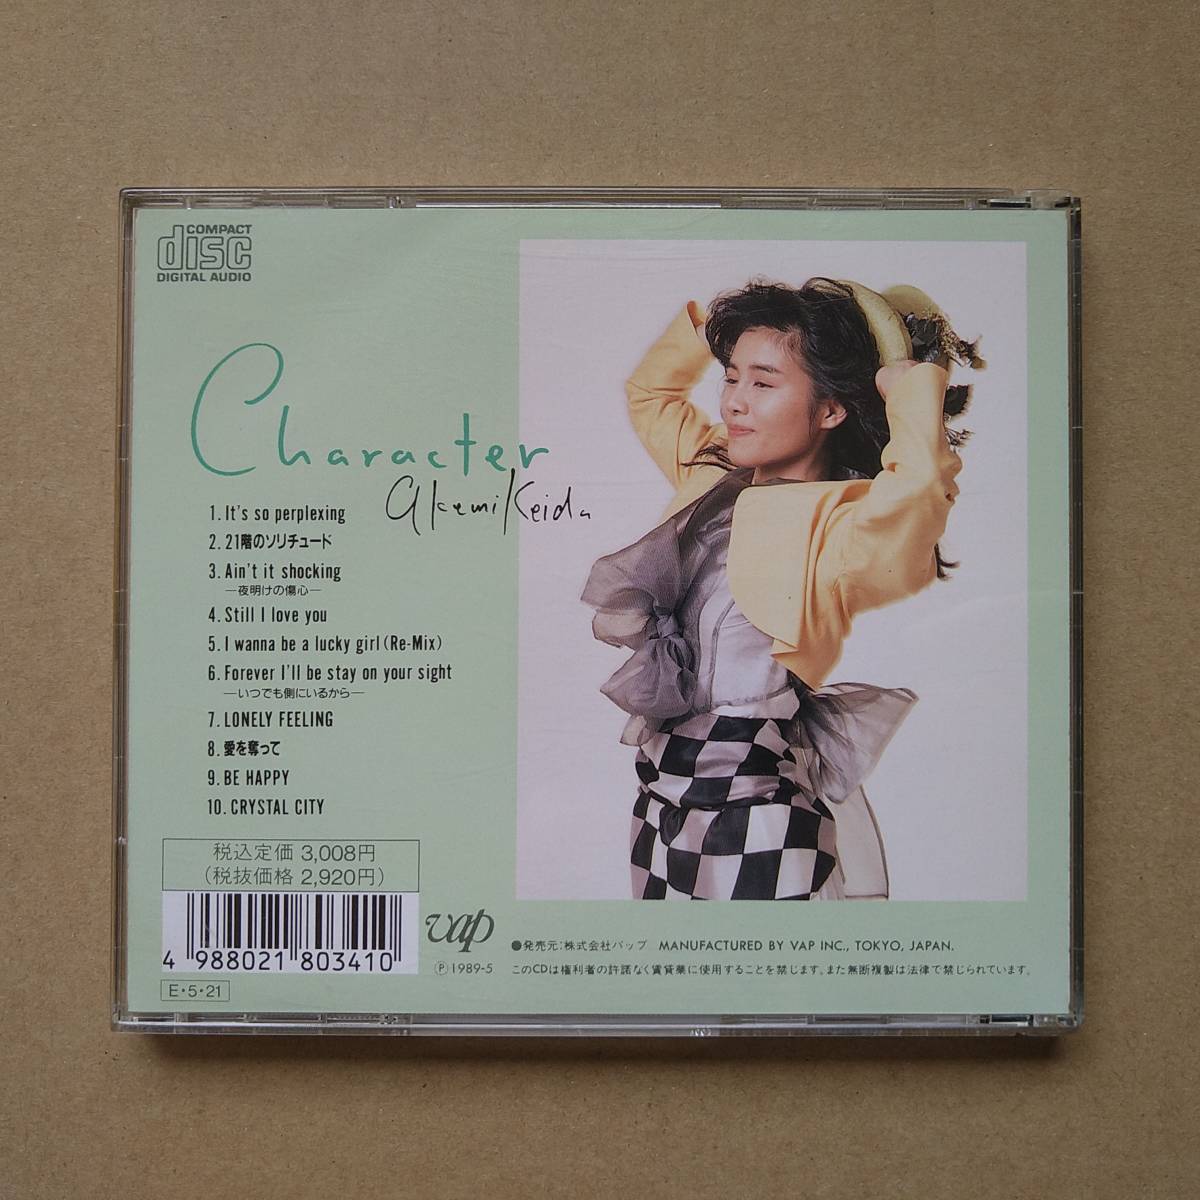 COMPACT
disc
DIGITAL AUDIO
Character
Akemi Keida
1. It's so perplexing
2. 21階のソリチュード
3. Ain't it shocking
—夜明けの傷心—
4. Still I love you
5. I wanna be a lucky girl (Re-Mix)
6. Forever I'll be stay on your sight
—いつでも側にいるから—
7. LONELY FEELING
8. 愛を奪って
9. BE HAPPY
10. CRYSTAL CITY
税込定価 3,008円
(税抜価格 2,920円)
4 988021 803410
E・5・21
vap
Ⓟ1989-5
●発売元:株式会社バップ MANUFACTURED BY VAP INC., TOKYO, JAPAN.
このCDは権利者の許諾なく賃貸業に使用することを禁じます。また無断複製は法律で禁じられています。